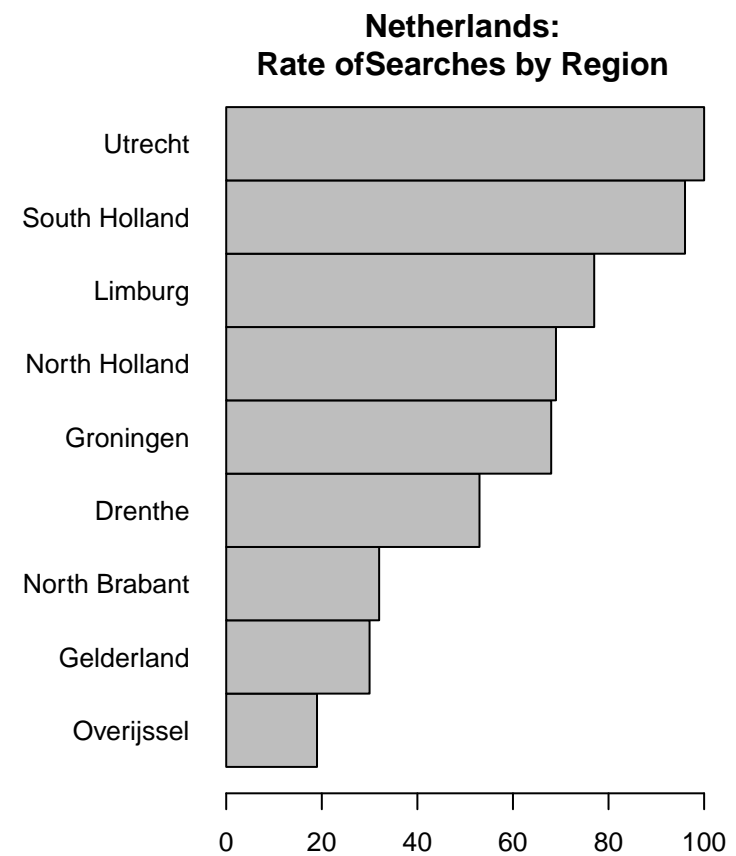 Netherlands:
Rate ofSearches by Region
Utrecht
South Holland
Limburg
North Holland
Groningen
Drenthe
North Brabant
Gelderland
Overijssel
0 20 40 60 80 100